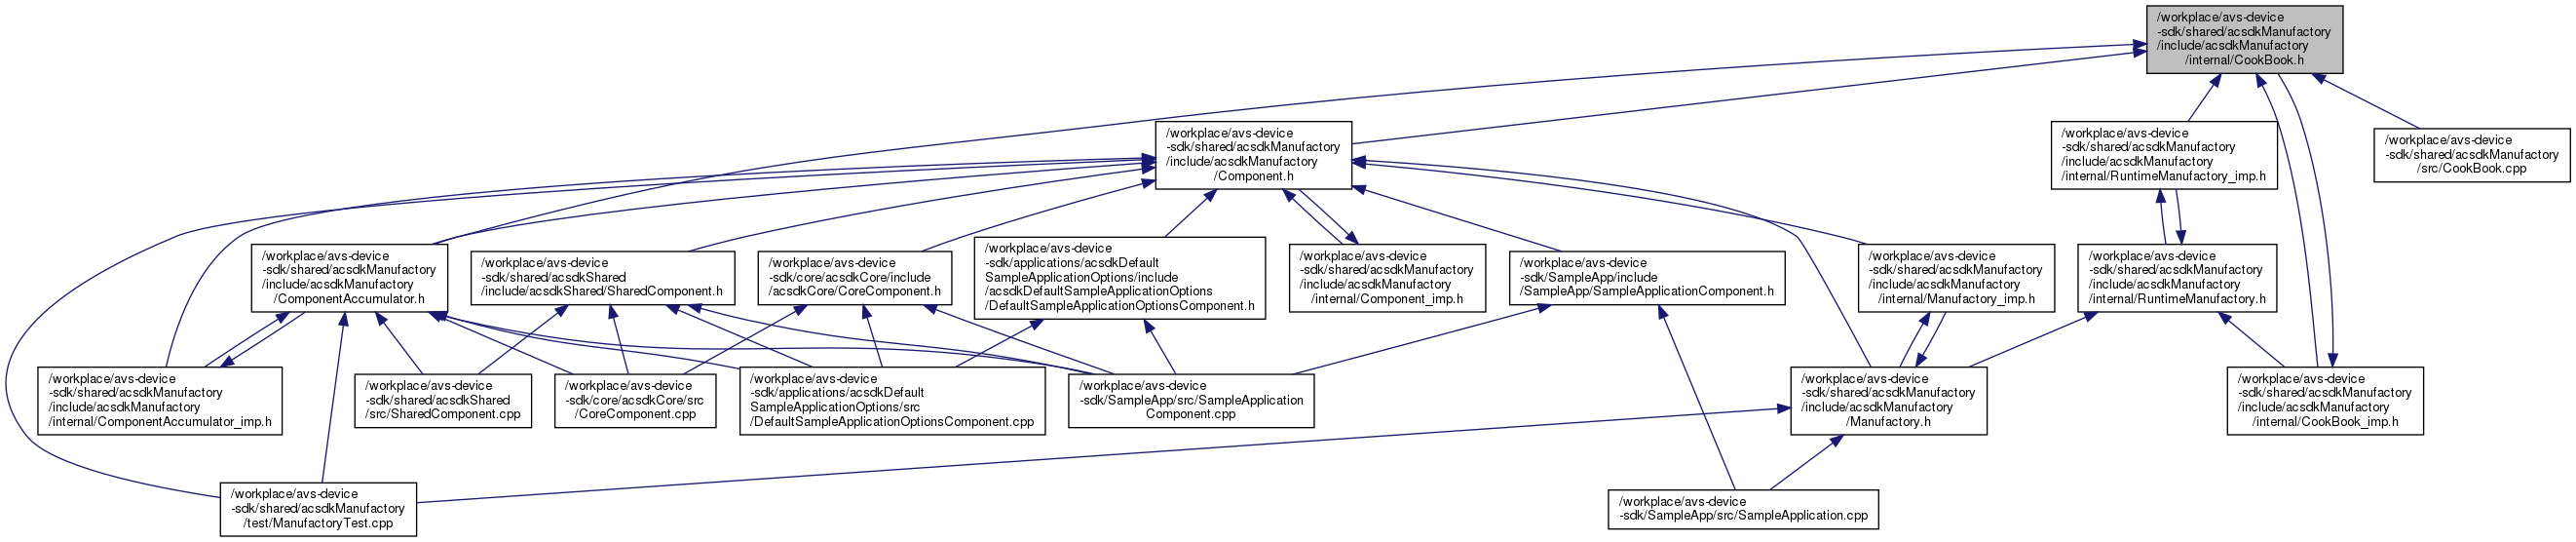 /workplace/avs-device
-sdk/shared/acsdkManufactory
/include/acsdkManufactory
/internal/CookBook.h
/workplace/avs-device
-sdk/shared/acsdkManufactory
/include/acsdkManufactory
/Component.h
/workplace/avs-device
-sdk/shared/acsdkManufactory
/include/acsdkManufactory
/internal/RuntimeManufactory_imp.h
/workplace/avs-device
-sdk/shared/acsdkManufactory
/src/CookBook.cpp
/workplace/avs-device
-sdk/shared/acsdkManufactory
/include/acsdkManufactory
/ComponentAccumulator.h
/workplace/avs-device
-sdk/shared/acsdkShared
/include/acsdkShared/SharedComponent.h
/workplace/avs-device
-sdk/core/acsdkCore/include
/acsdkCore/CoreComponent.h
/workplace/avs-device
-sdk/applications/acsdkDefault
SampleApplicationOptions/include
/acsdkDefaultSampleApplicationOptions
/DefaultSampleApplicationOptionsComponent.h
/workplace/avs-device
-sdk/shared/acsdkManufactory
/include/acsdkManufactory
/internal/Component_imp.h
/workplace/avs-device
-sdk/SampleApp/include
/SampleApp/SampleApplicationComponent.h
/workplace/avs-device
-sdk/shared/acsdkManufactory
/include/acsdkManufactory
/internal/Manufactory_imp.h
/workplace/avs-device
-sdk/shared/acsdkManufactory
/include/acsdkManufactory
/internal/RuntimeManufactory.h
/workplace/avs-device
-sdk/shared/acsdkManufactory
/include/acsdkManufactory
/internal/ComponentAccumulator_imp.h
/workplace/avs-device
-sdk/shared/acsdkShared
/src/SharedComponent.cpp
/workplace/avs-device
-sdk/core/acsdkCore/src
/CoreComponent.cpp
/workplace/avs-device
-sdk/applications/acsdkDefault
SampleApplicationOptions/src
/DefaultSampleApplicationOptionsComponent.cpp
/workplace/avs-device
-sdk/SampleApp/src/SampleApplication
Component.cpp
/workplace/avs-device
-sdk/shared/acsdkManufactory
/include/acsdkManufactory
/Manufactory.h
/workplace/avs-device
-sdk/shared/acsdkManufactory
/include/acsdkManufactory
/internal/CookBook_imp.h
/workplace/avs-device
-sdk/shared/acsdkManufactory
/test/ManufactoryTest.cpp
/workplace/avs-device
-sdk/SampleApp/src/SampleApplication.cpp